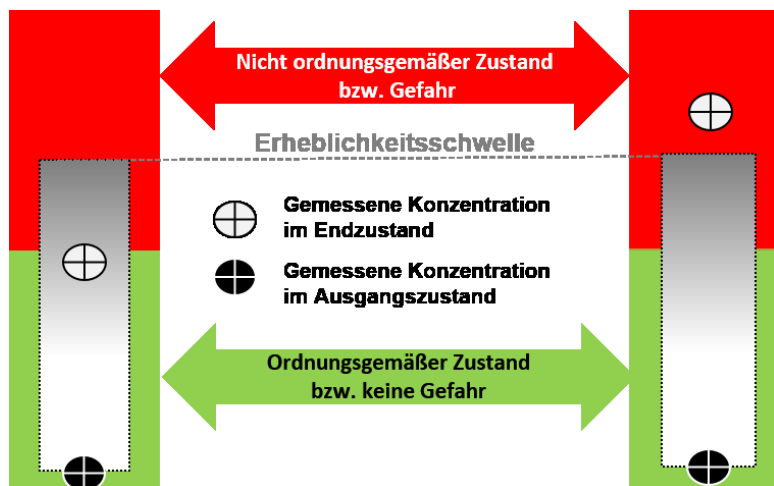 Nicht ordnungsgemäßer Zustand
bzw. Gefahr
Erheblichkeitsschwelle
Gemessene Konzentration
im Endzustand
Gemessene Konzentration
im Ausgangszustand
Ordnungsgemäßer Zustand
bzw. keine Gefahr